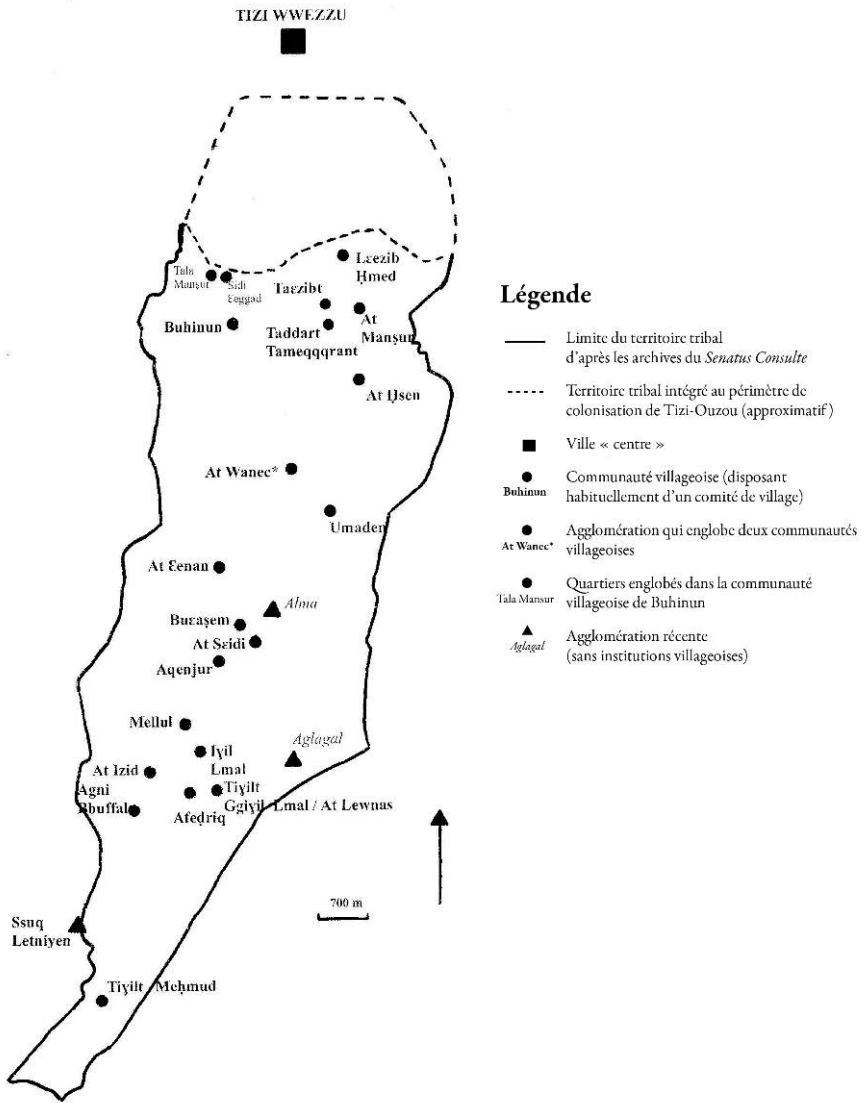 TIZI WWEZZU
Lɛezib
Ḥmed
Tala
Manṣur
Sidi
Ɛeggad
Taɛzibt
At
Manṣur
Buhinun
Taddart
Tameqqqrant
At Ḥsen
At Wanec*
Umaden
At Ɛenan
Alma
Buɛaṣem
At Sɛidi
Aqenjur
Mellul
Iɣil
Lmal
Aglagal
At Izid
Agni
Bbuffal
Tiɣilt
Ggiɣil Lmal / At Lewnas
Afeḍriq
700 m
Ssuq
Letniyen
Tiɣilt Meḥmud
Légende
Limite du territoire tribal
d'après les archives du Senatus Consulte
Territoire tribal intégré au périmètre de
colonisation de Tizi-Ouzou (approximatif)
Ville « centre »
Buhinun
Communauté villageoise (disposant
habituellement d'un comité de village)
At Wanec*
Agglomération qui englobe deux communautés
villageoises
Tala Mansur
Quartiers englobés dans la communauté
villageoise de Buhinun
Aglagal
Agglomération récente
(sans institutions villageoises)